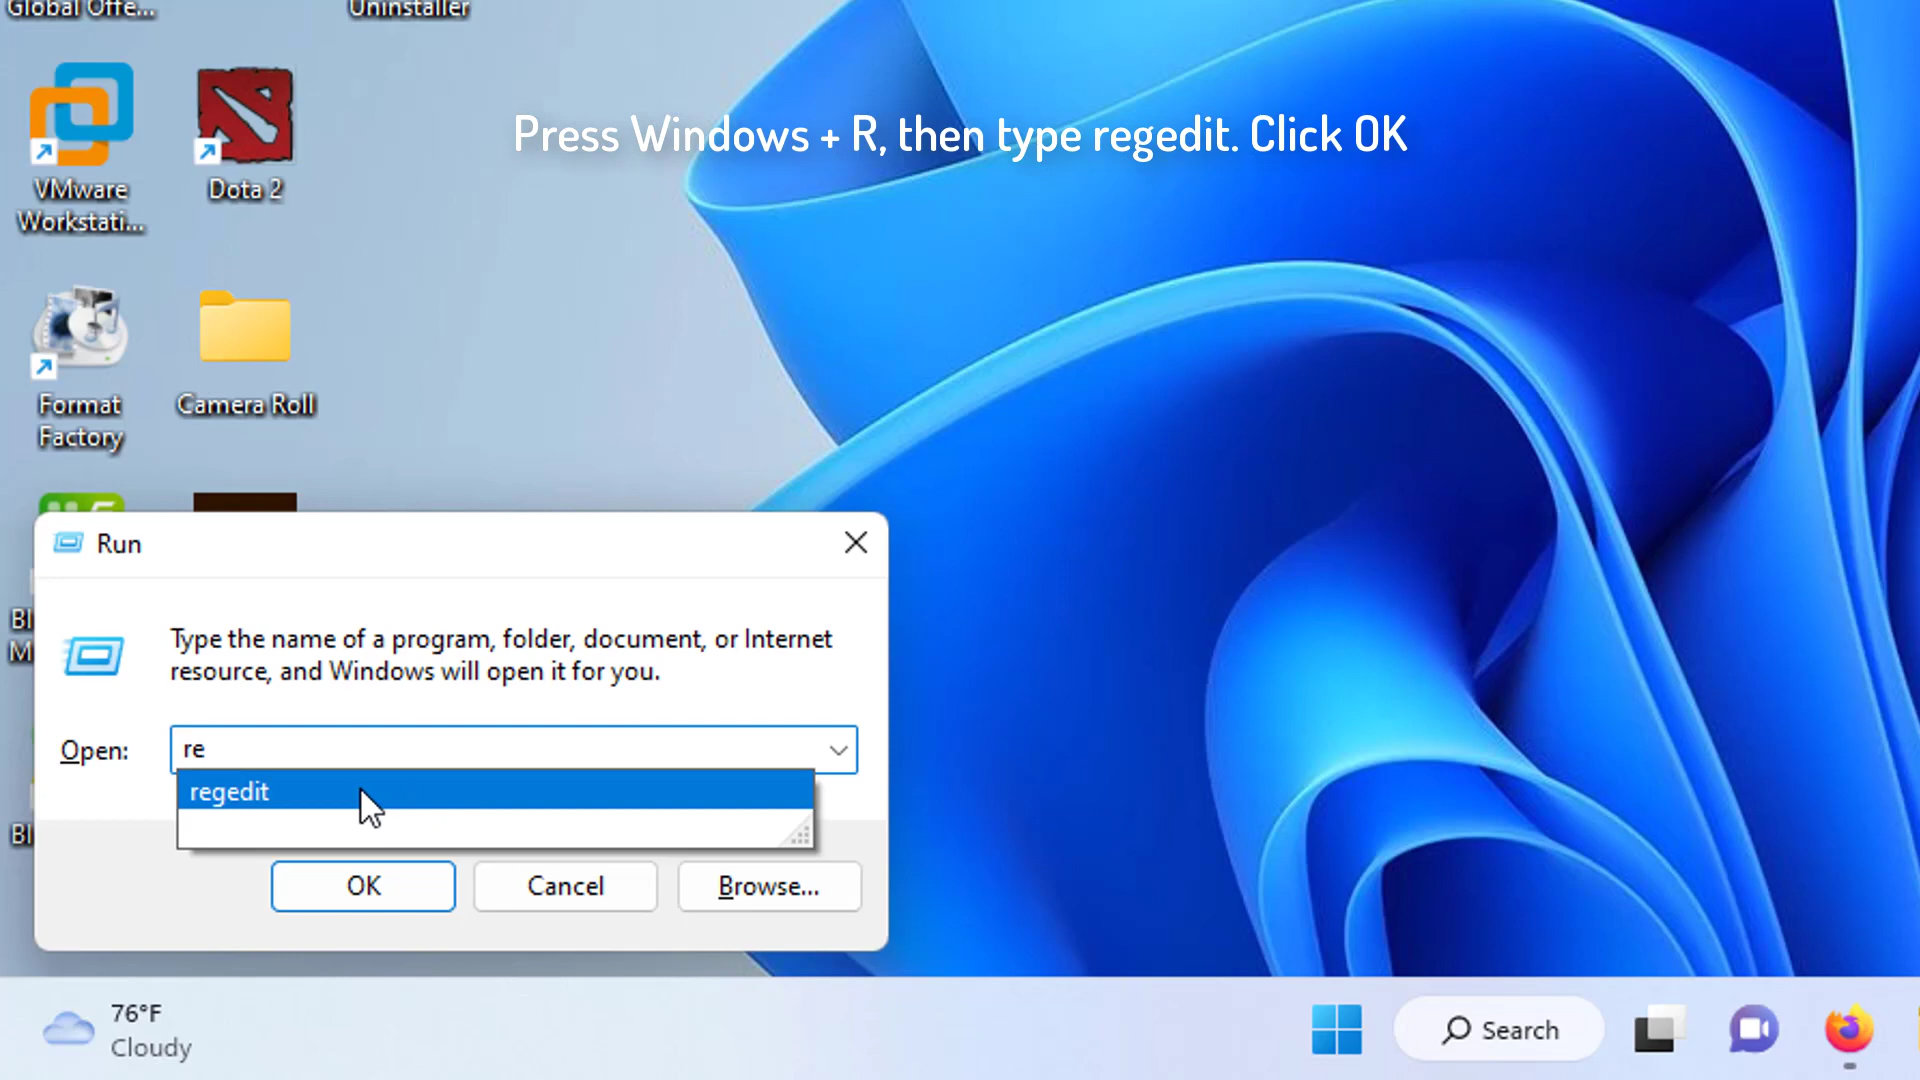 Global Offe...
Uninstaller
Press Windows + R, then type regedit. Click OK
VMware
Workstati...
Dota 2
Format
Factory
Camera Roll
Run
Type the name of a program, folder, document, or Internet
resource, and Windows will open it for you.
Open:
re
regedit
OK
Cancel
Browse...
76°F
Cloudy
Search